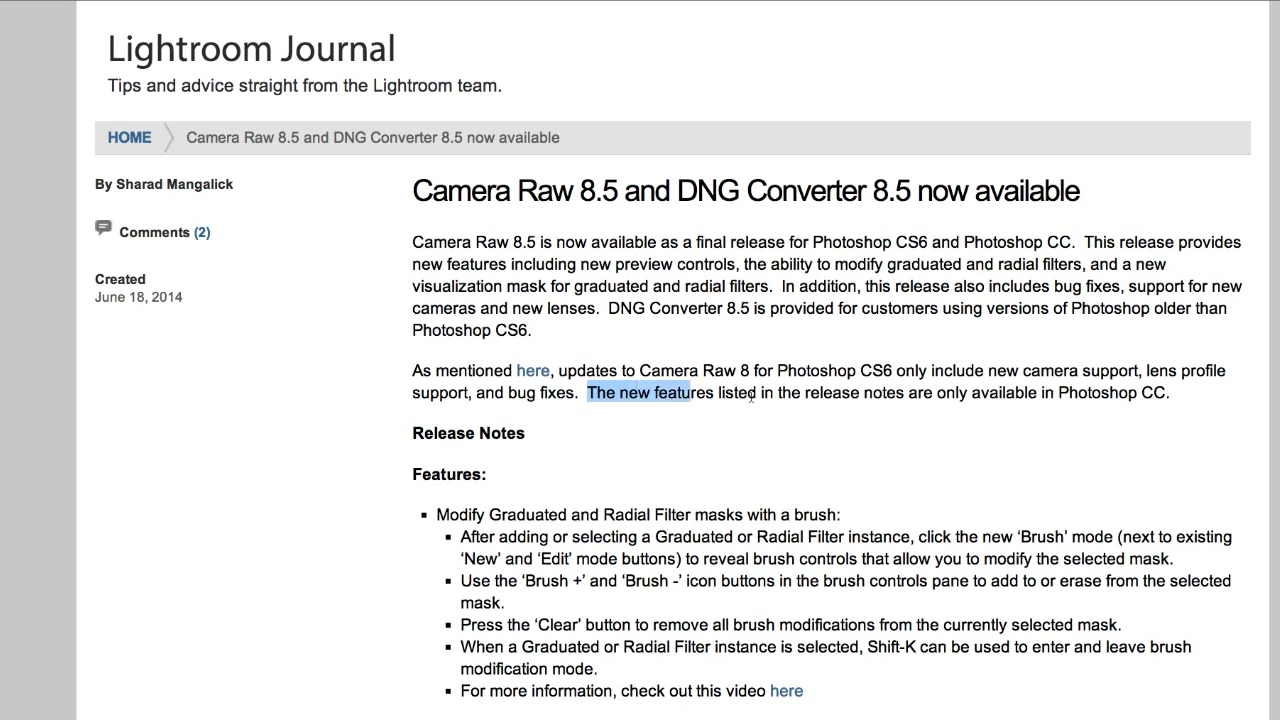 Lightroom Journal
Tips and advice straight from the Lightroom team.
HOME Camera Raw 8.5 and DNG Converter 8.5 now available
By Sharad Mangalick
Comments (2)
Created
June 18, 2014
Camera Raw 8.5 and DNG Converter 8.5 now available
Camera Raw 8.5 is now available as a final release for Photoshop CS6 and Photoshop CC. This release provides
new features including new preview controls, the ability to modify graduated and radial filters, and a new
visualization mask for graduated and radial filters. In addition, this release also includes bug fixes, support for new
cameras and new lenses. DNG Converter 8.5 is provided for customers using versions of Photoshop older than
Photoshop CS6.
As mentioned here, updates to Camera Raw 8 for Photoshop CS6 only include new camera support, lens profile
support, and bug fixes. The new features listed in the release notes are only available in Photoshop CC.
Release Notes
Features:
▪ Modify Graduated and Radial Filter masks with a brush:
▪ After adding or selecting a Graduated or Radial Filter instance, click the new ‘Brush’ mode (next to existing
‘New’ and ‘Edit’ mode buttons) to reveal brush controls that allow you to modify the selected mask.
▪ Use the ‘Brush +’ and ‘Brush -’ icon buttons in the brush controls pane to add to or erase from the selected
mask.
▪ Press the ‘Clear’ button to remove all brush modifications from the currently selected mask.
▪ When a Graduated or Radial Filter instance is selected, Shift-K can be used to enter and leave brush
modification mode.
▪ For more information, check out this video here